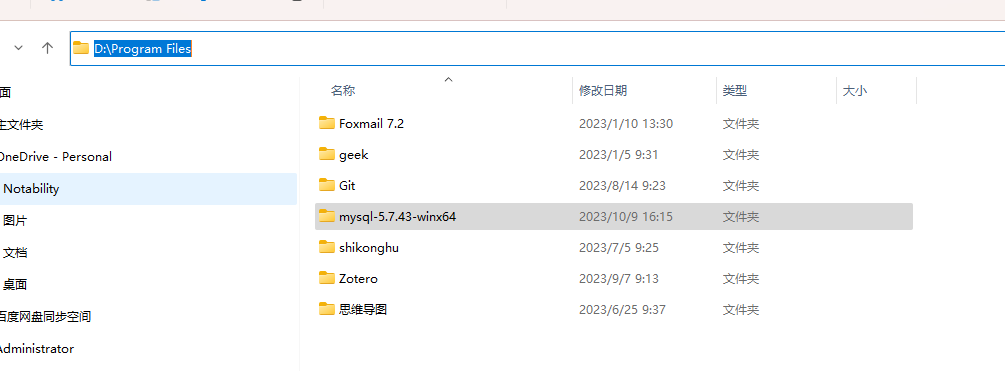 D:\Program Files
名称 修改日期 类型 大小
面
主文件夹
OneDrive - Personal
Notability
图片
文档
桌面
百度网盘同步空间
Administrator
Foxmail 7.2 2023/1/10 13:30 文件夹
geek 2023/1/5 9:31 文件夹
Git 2023/8/14 9:23 文件夹
mysql-5.7.43-winx64 2023/10/9 16:15 文件夹
shikonghu 2023/7/5 9:25 文件夹
Zotero 2023/9/7 9:13 文件夹
思维导图 2023/6/25 9:37 文件夹